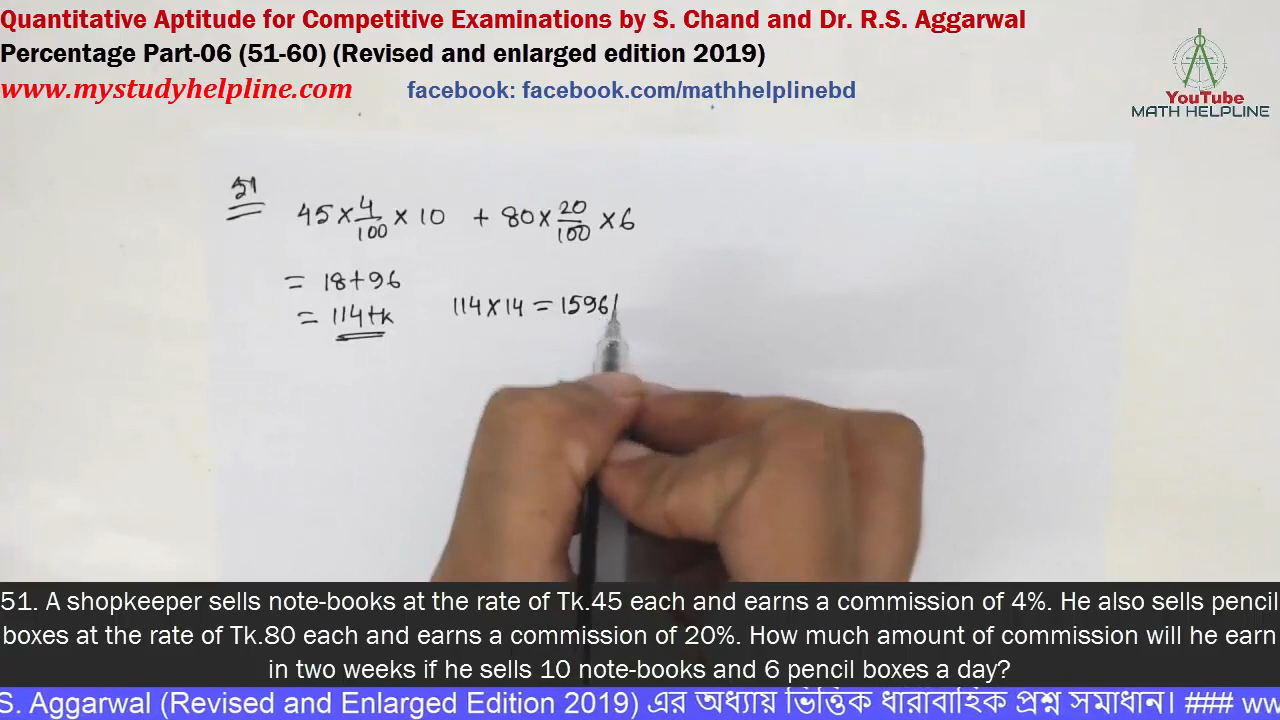 Quantitative Aptitude for Competitive Examinations by S. Chand and Dr. R.S. Aggarwal
Percentage Part-06 (51-60) (Revised and enlarged edition 2019)
www.mystudyhelpline.com facebook: facebook.com/mathhelplinebd
YouTube
MATH HELPLINE
51
45 × 4/100 × 10 + 80 × 20/100 × 6
= 18+96
= 114tk 114×14 = 1596/
51. A shopkeeper sells note-books at the rate of Tk.45 each and earns a commission of 4%. He also sells pencil
boxes at the rate of Tk.80 each and earns a commission of 20%. How much amount of commission will he earn
in two weeks if he sells 10 note-books and 6 pencil boxes a day?
S. Aggarwal (Revised and Enlarged Edition 2019) এর অধ্যায় ভিত্তিক ধারাবাহিক প্রশ্ন সমাধান। ### ww